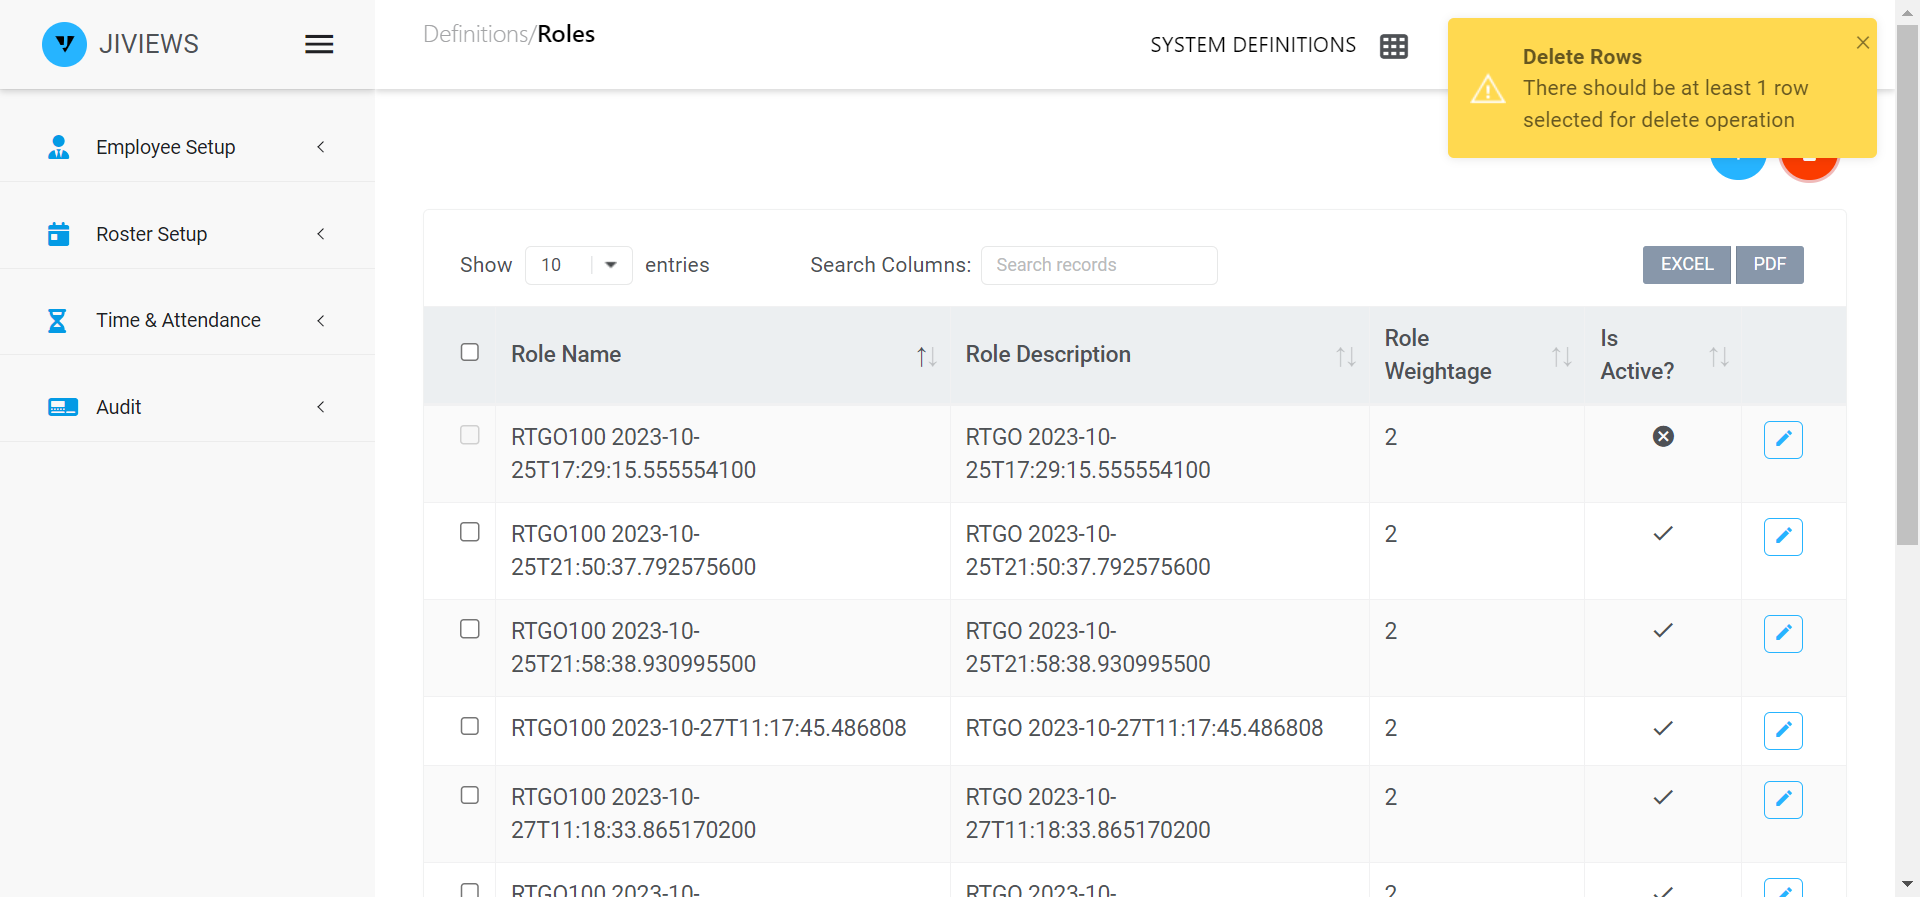 JIVIEWS
Definitions/Roles
SYSTEM DEFINITIONS
Delete Rows
There should be at least 1 row
selected for delete operation
Employee Setup
Roster Setup
Time & Attendance
Audit
Show 10 entries
Search Columns: Search records
EXCEL PDF
Role Name
Role Description
Role
Weightage
Is
Active?
RTGO100 2023-10-
25T17:29:15.555554100
RTGO 2023-10-
25T17:29:15.555554100
2
RTGO100 2023-10-
25T21:50:37.792575600
RTGO 2023-10-
25T21:50:37.792575600
2
RTGO100 2023-10-
25T21:58:38.930995500
RTGO 2023-10-
25T21:58:38.930995500
2
RTGO100 2023-10-27T11:17:45.486808
RTGO 2023-10-27T11:17:45.486808
2
RTGO100 2023-10-
27T11:18:33.865170200
RTGO 2023-10-
27T11:18:33.865170200
2
RTGO100 2023-10-
RTGO 2023-10-
2